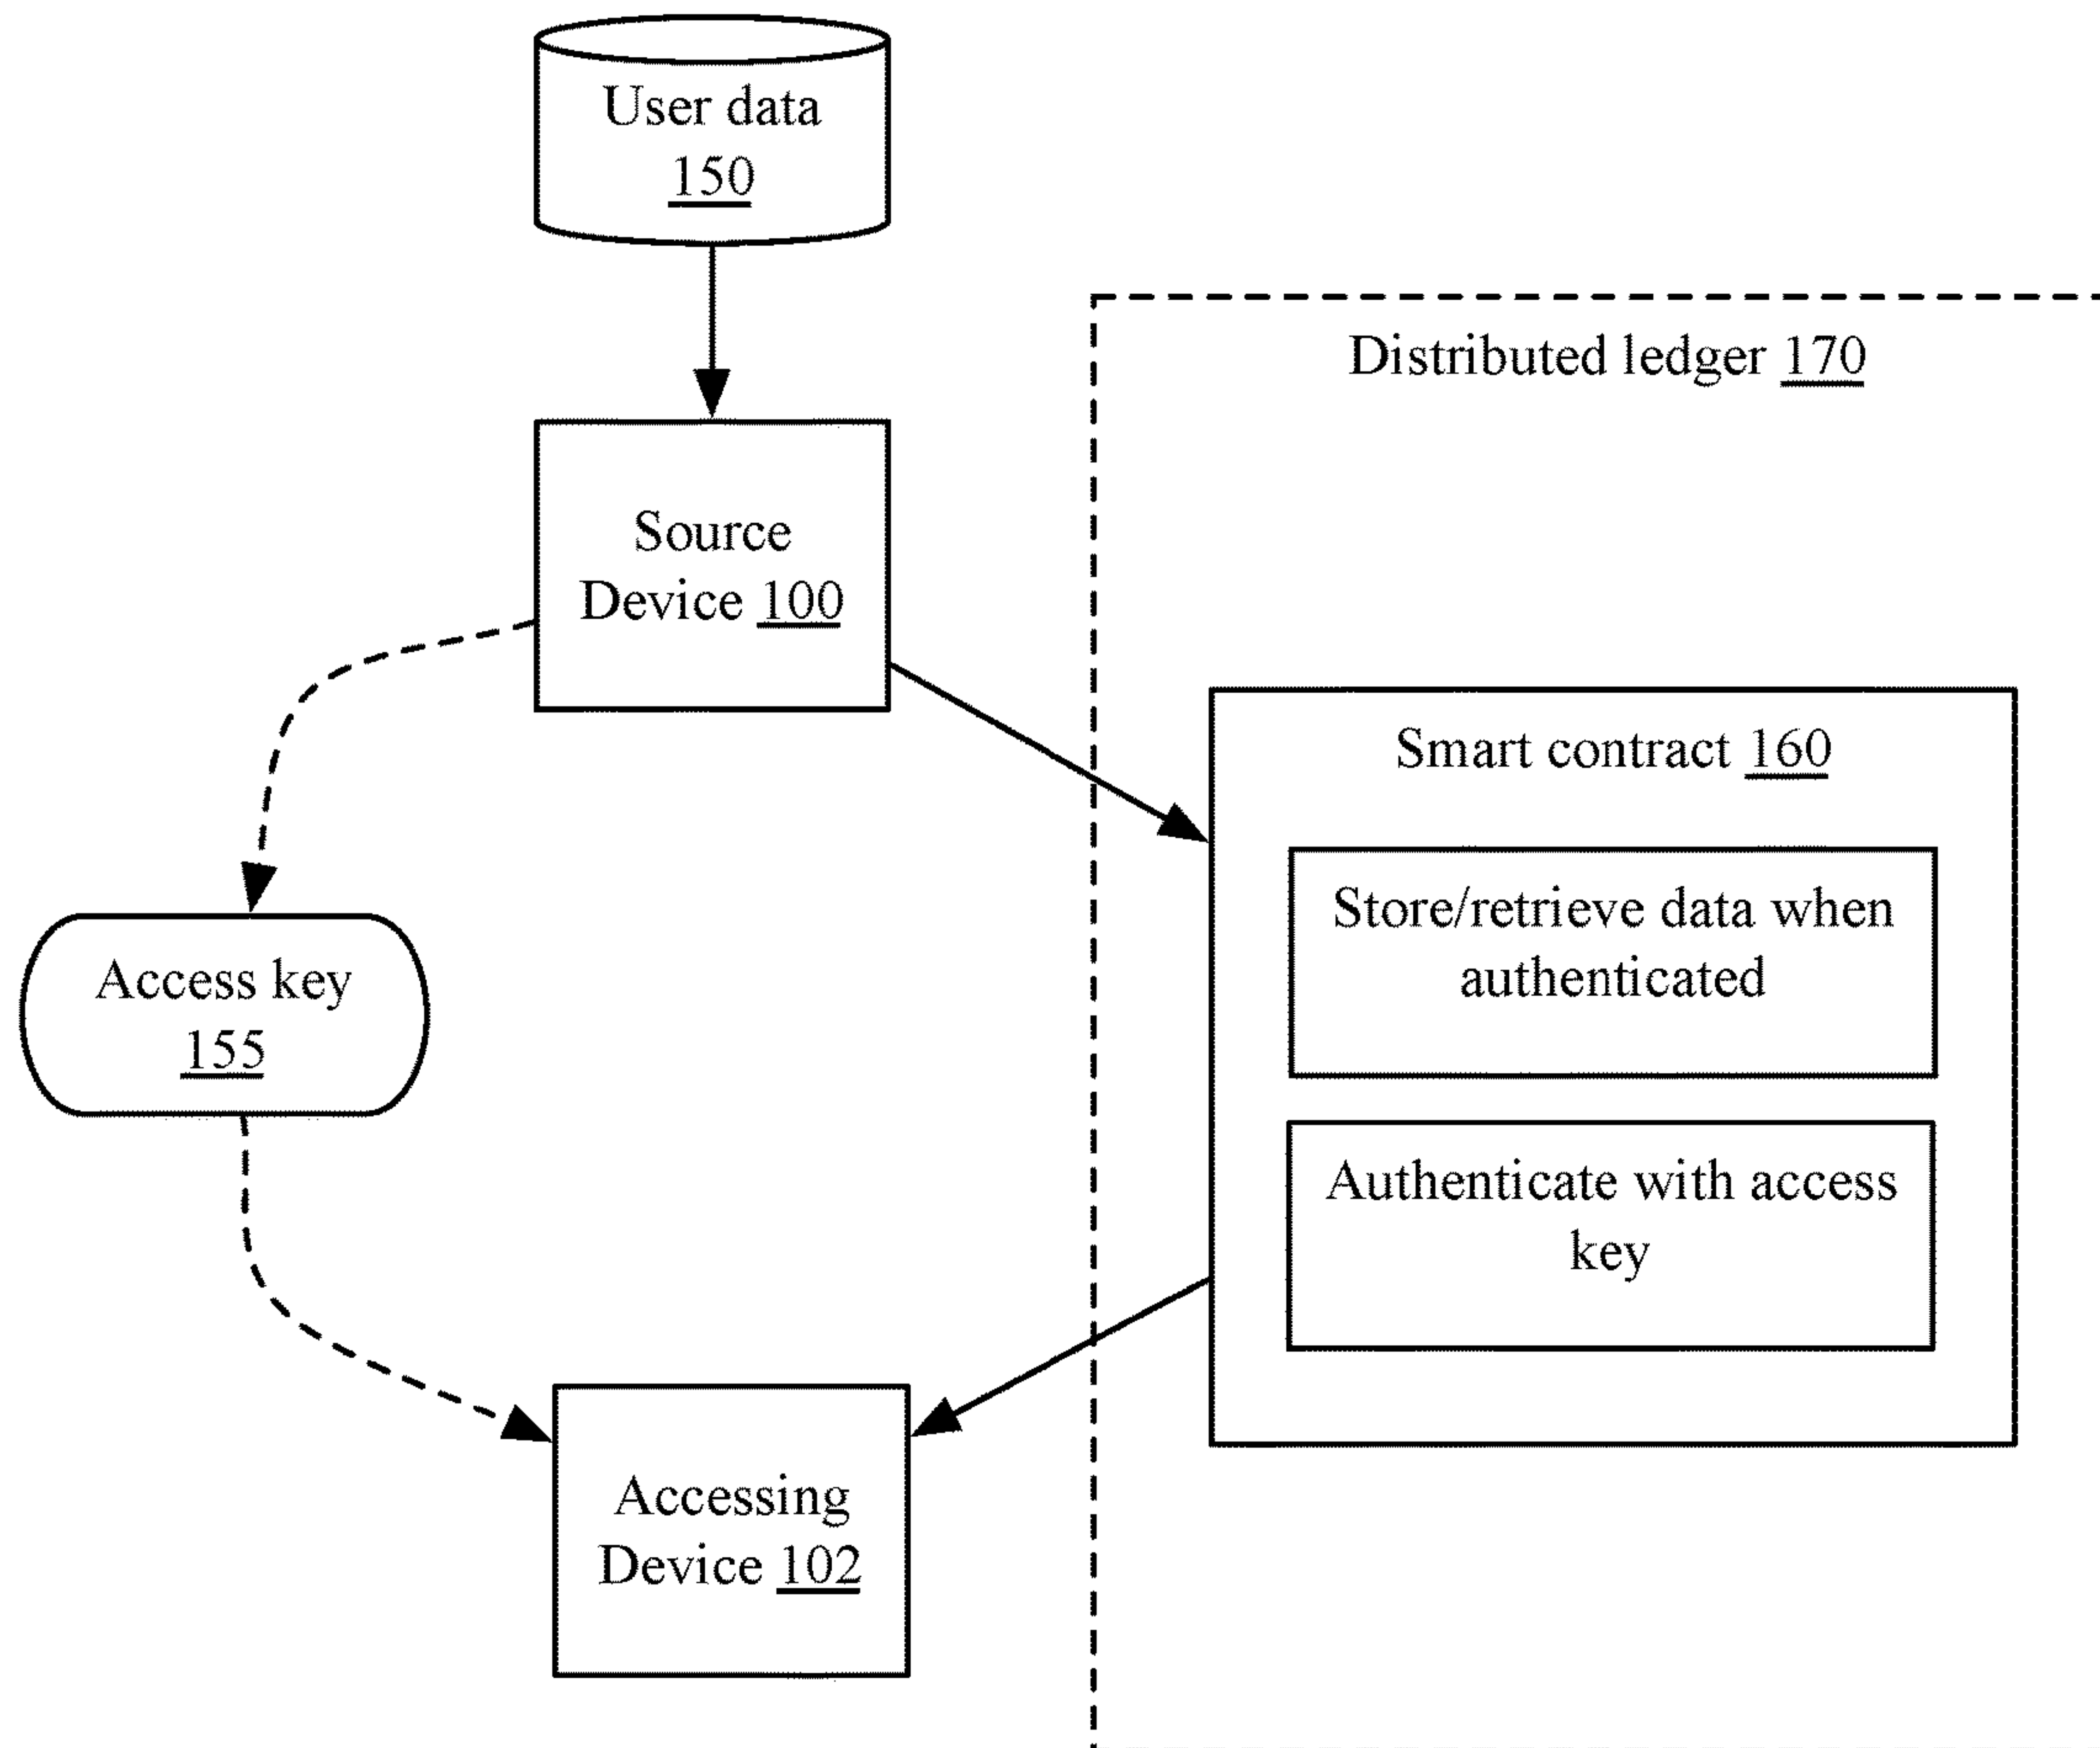 User data
150
Distributed ledger 170
Source
Device 100
Smart contract 160
Store/retrieve data when
authenticated
Access key
155
Authenticate with access
key
Accessing
Device 102